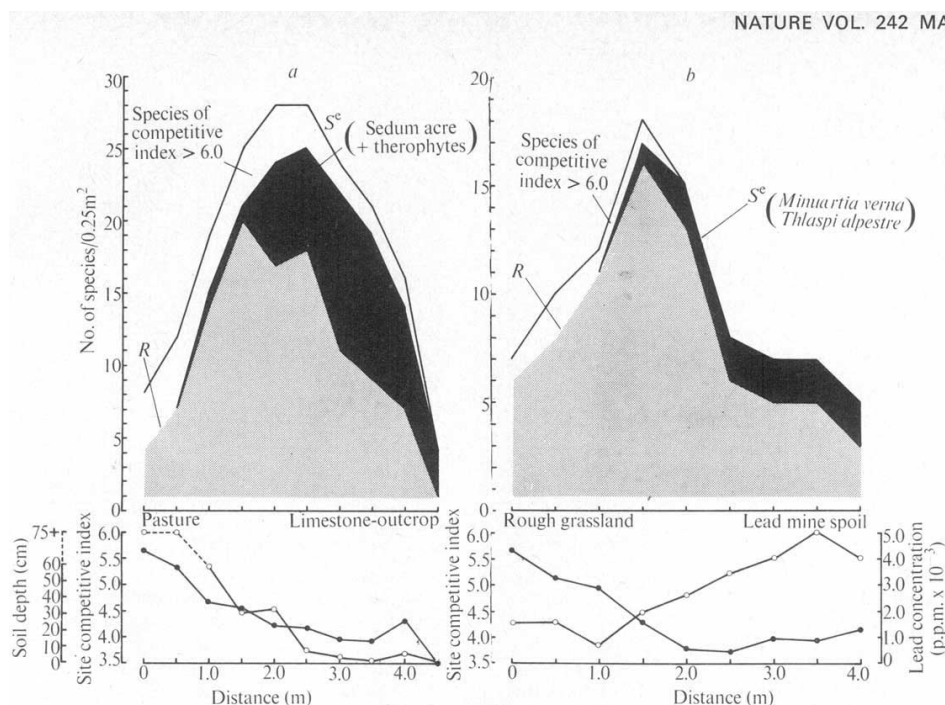 NATURE VOL. 242 MA
a
b
30
25
20
15
10
5
0
No. of species/0.25m²
Species of
competitive
index > 6.0
Sᵉ ( Sedum acre
+ therophytes )
R
Pasture
Limestone-outcrop
20
15
10
5
0
Species of
competitive
index > 6.0
Sᵉ ( Minuartia verna
Thlaspi alpestre )
R
Rough grassland
Lead mine spoil
Soil depth (cm)
75+
60
50
40
30
20
10
0
Site competitive index
6.0
5.5
5.0
4.5
4.0
3.5
0
1.0
2.0
3.0
4.0
Distance (m)
Site competitive index
6.0
5.5
5.0
4.5
4.0
3.5
0
1.0
2.0
3.0
4.0
Distance (m)
5.0
4.0
3.0
2.0
1.0
0
Lead concentration
(p.p.m. x 10⁻³)